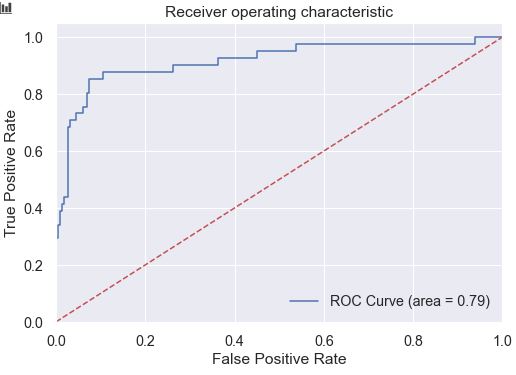 Receiver operating characteristic
1.0
0.8
0.6
0.4
0.2
0.0
True Positive Rate
ROC Curve (area = 0.79)
0.0 0.2 0.4 0.6 0.8 1.0
False Positive Rate